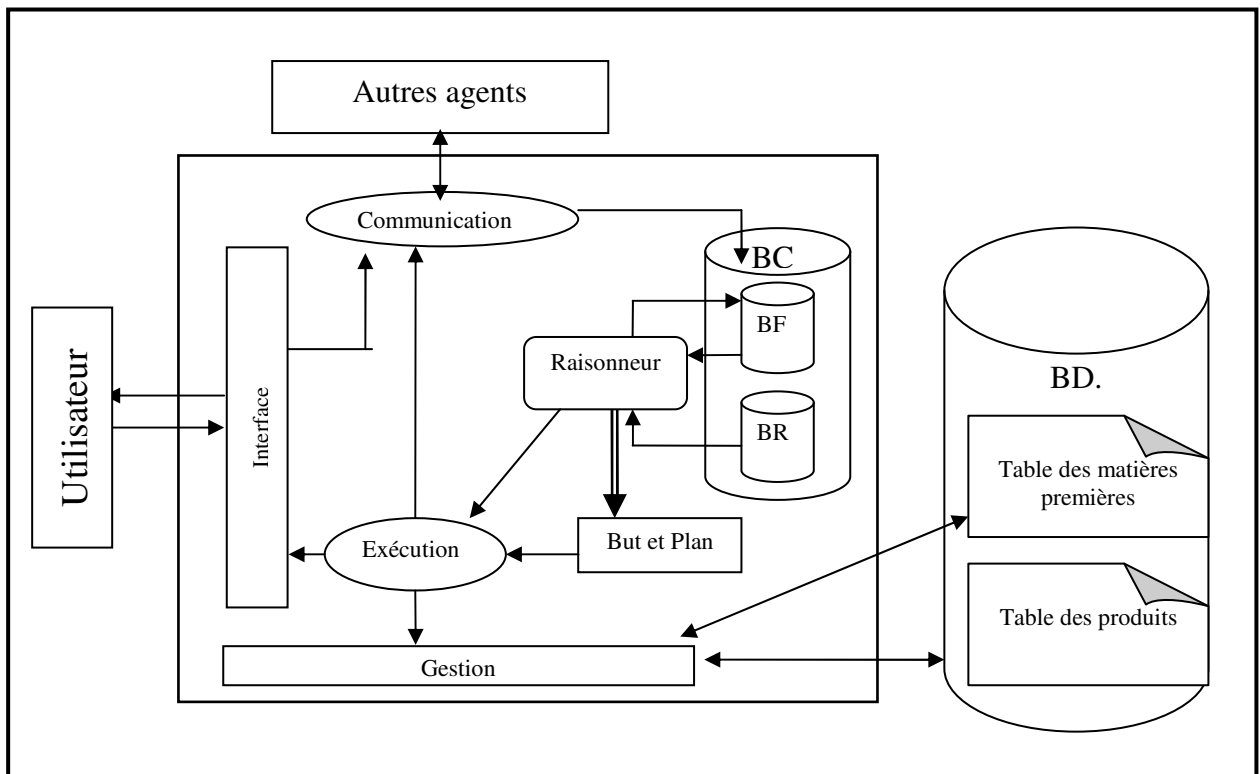 Autres agents
Communication
BC
BF
Raisonneur
BD.
Utilisateur
Interface
BR
Table des matières
premières
Exécution
But et Plan
Table des produits
Gestion